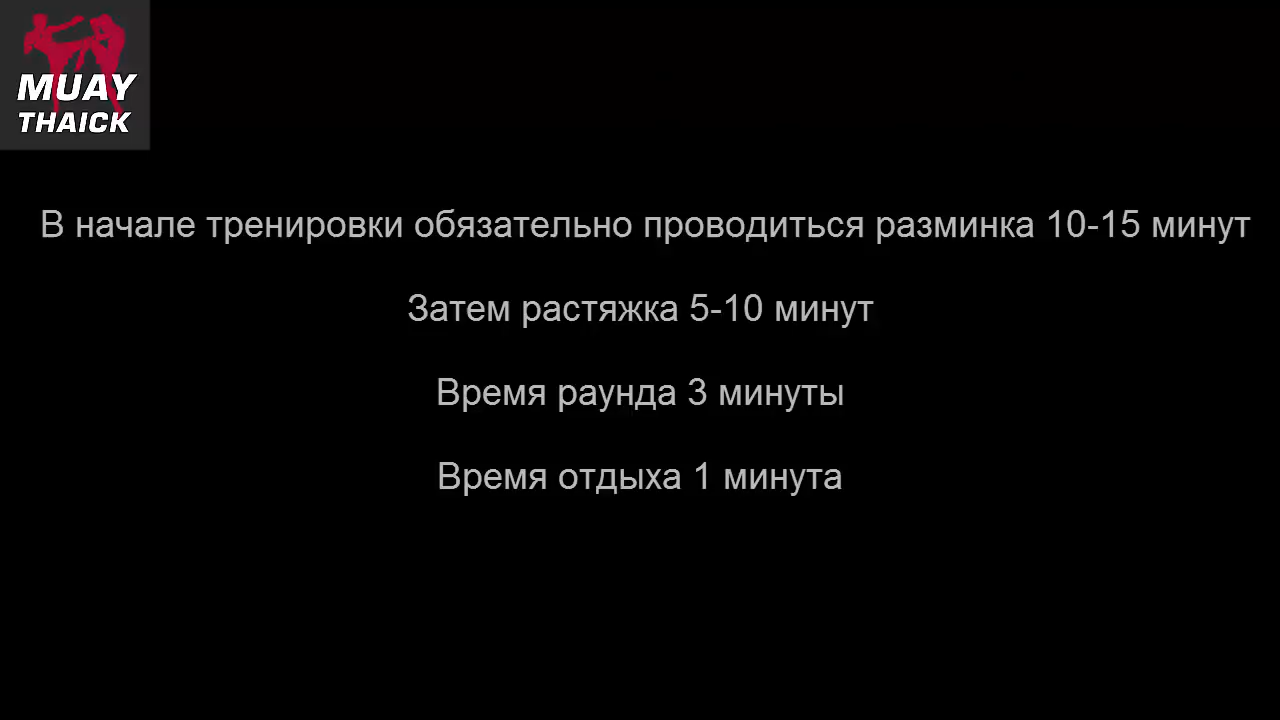 MUAY
THAICK
В начале тренировки обязательно проводиться разминка 10-15 минут
Затем растяжка 5-10 минут
Время раунда 3 минуты
Время отдыха 1 минута